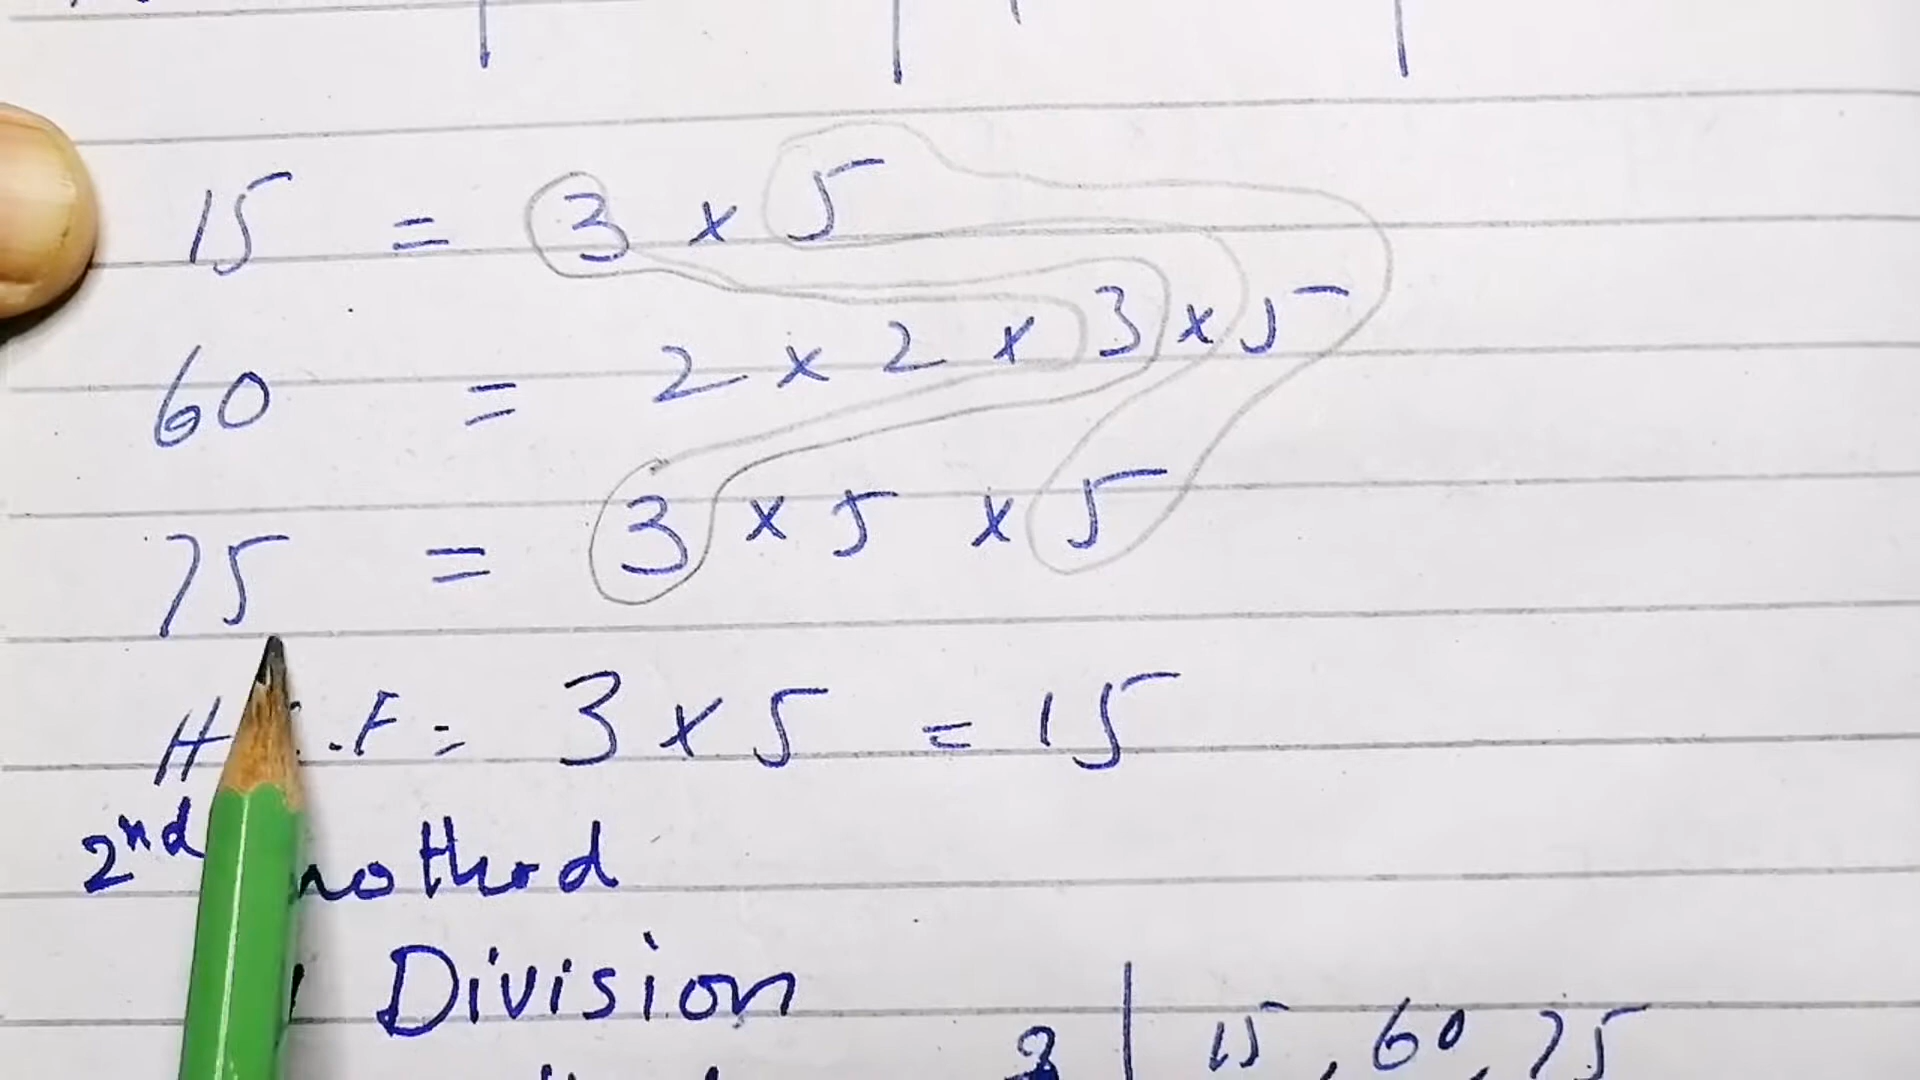 15 = 3 x 5
60 = 2 x 2 x 3 x 5
75 = 3 x 5 x 5
H . F = 3 x 5 = 15
2nd
Division
3 | 15, 60, 75